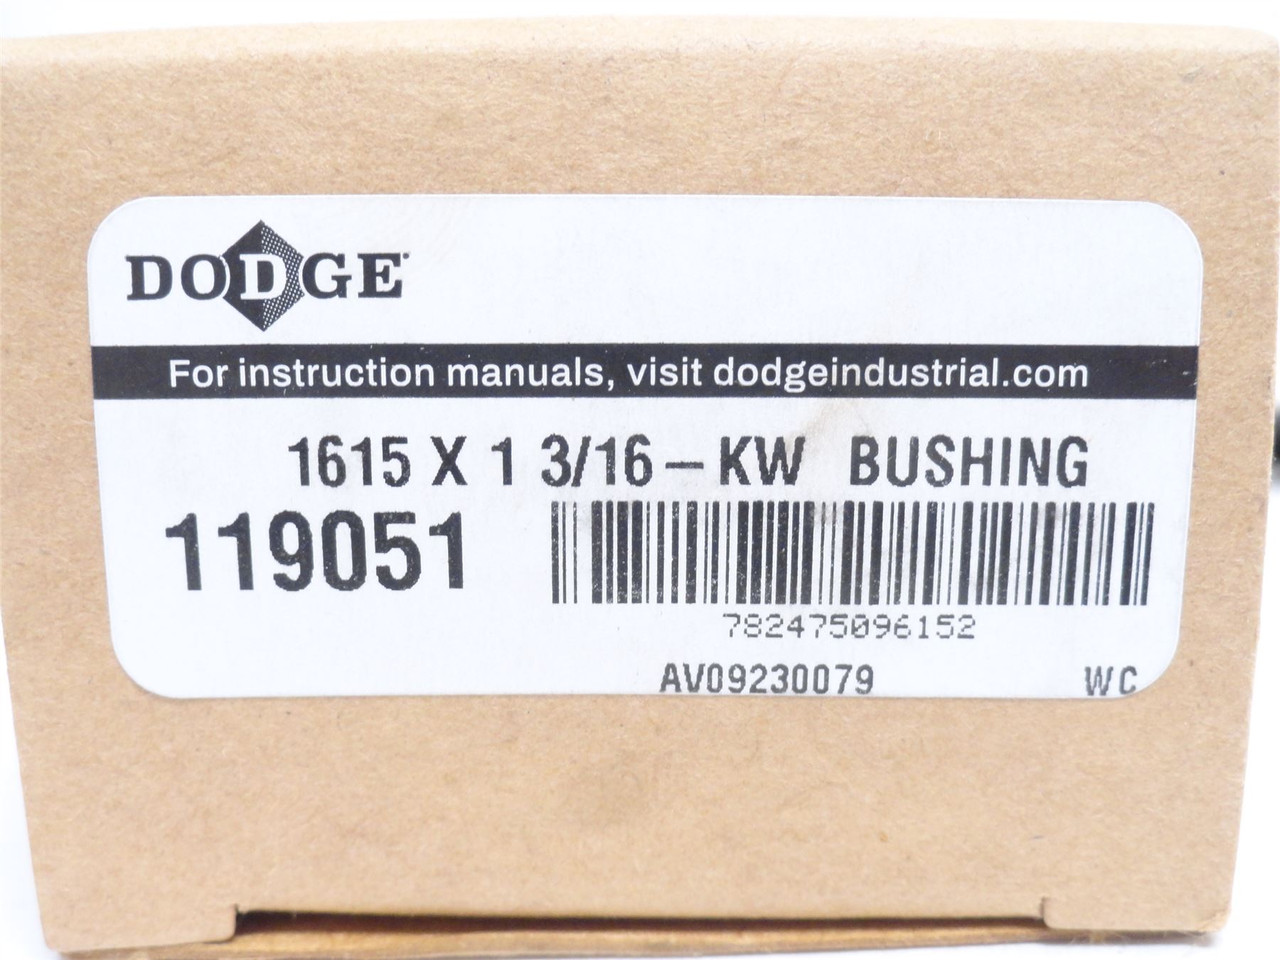 DODGE
For instruction manuals, visit dodgeindustrial.com
1615 X 1 3/16 – KW BUSHING
119051
782475096152
AV09230079 WC